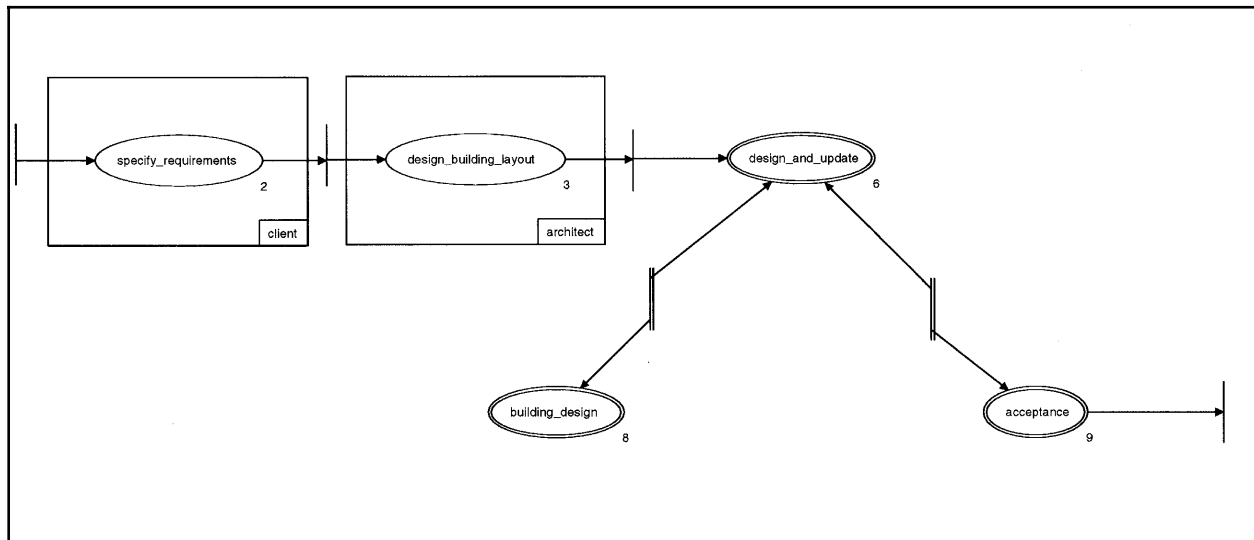 specify_requirements
2
client
design_building_layout
3
architect
design_and_update
6
building_design
8
acceptance
9